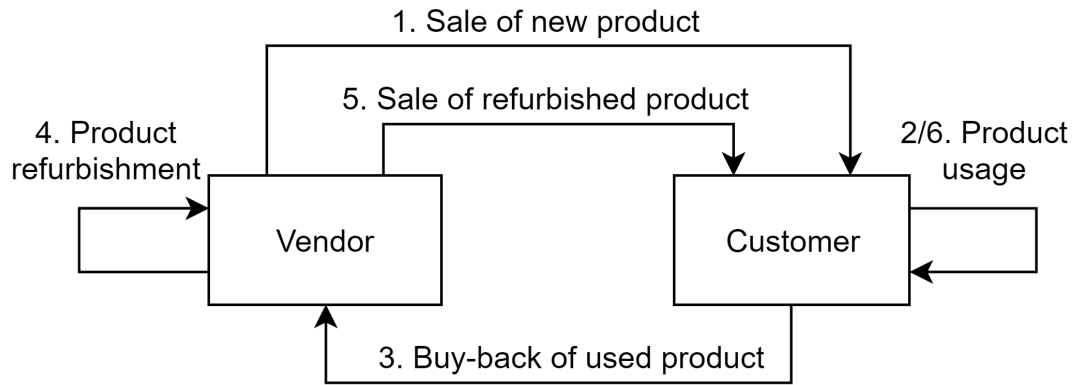 1. Sale of new product
5. Sale of refurbished product
4. Product
refurbishment
2/6. Product
usage
Vendor
Customer
3. Buy-back of used product